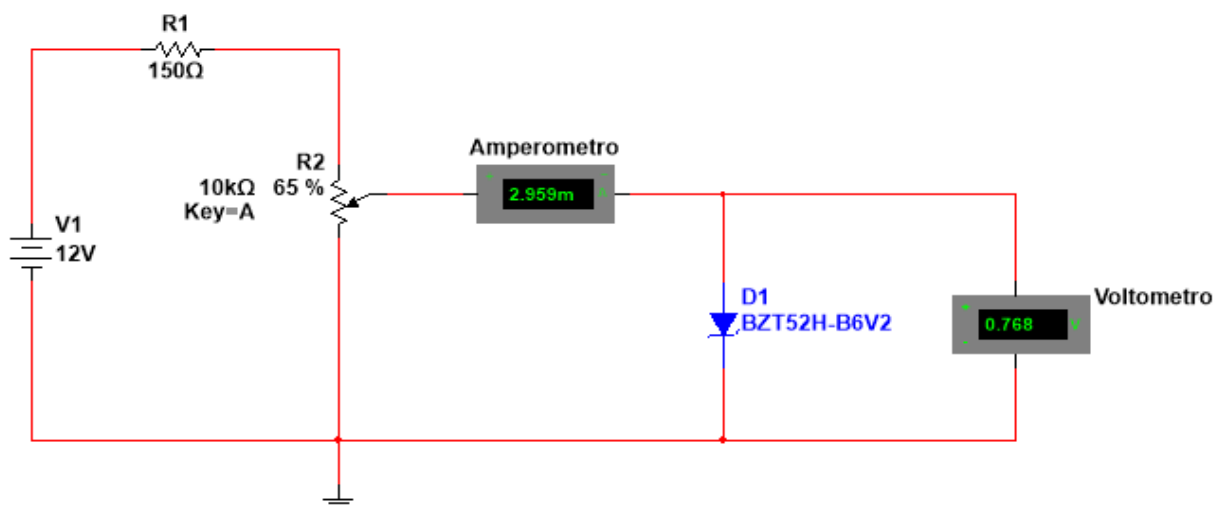 R1
150Ω
Amperometro
2.959m A
R2
10kΩ 65 %
Key=A
V1
12V
D1
BZT52H-B6V2
Voltometro
0.768 V